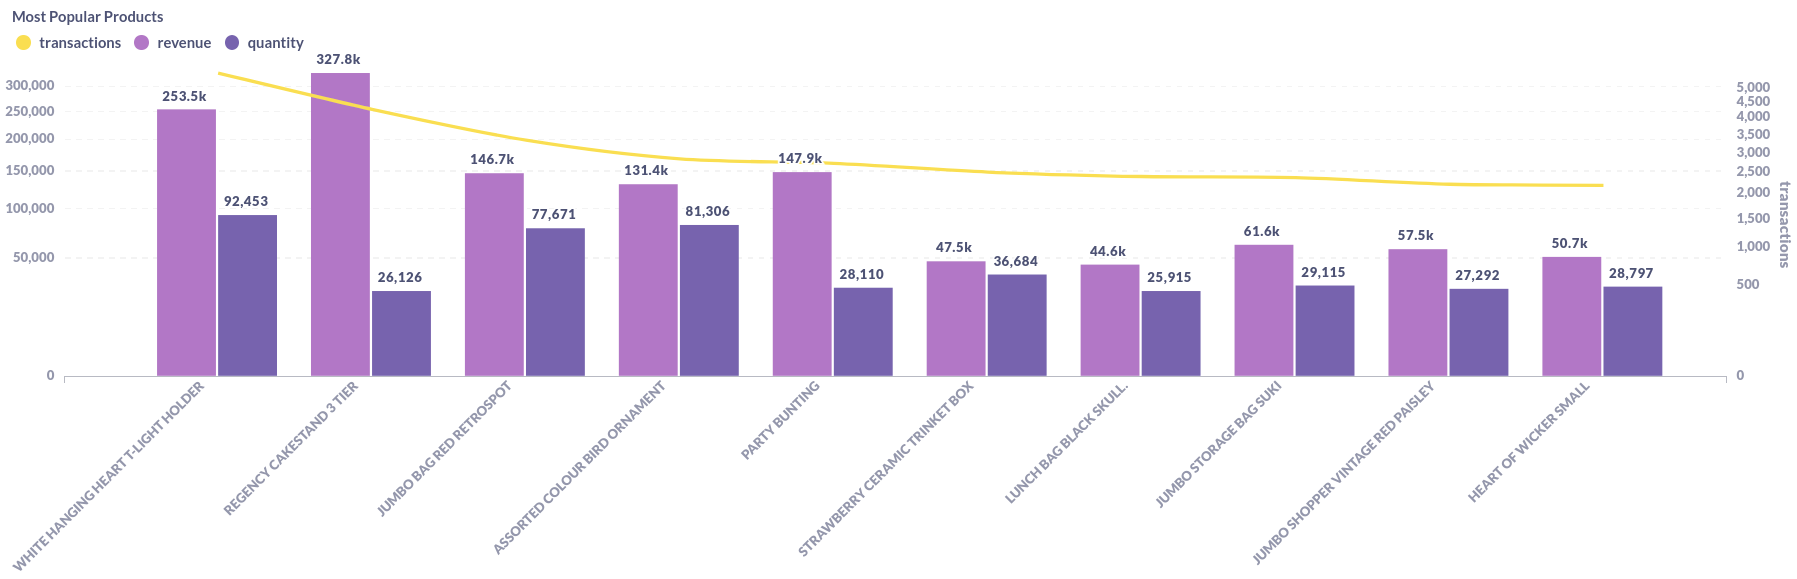 Most Popular Products
transactions revenue quantity
300,000
250,000
200,000
150,000
100,000
50,000
0
253.5k
327.8k
146.7k
131.4k
147.9k
47.5k
44.6k
61.6k
57.5k
50.7k
92,453
26,126
77,671
81,306
28,110
36,684
25,915
29,115
27,292
28,797
5,000
4,500
4,000
3,500
3,000
2,500
2,000
1,500
1,000
500
0
transactions
WHITE HANGING HEART T-LIGHT HOLDER
REGENCY CAKESTAND 3 TIER
JUMBO BAG RED RETROSPOT
ASSORTED COLOUR BIRD ORNAMENT
PARTY BUNTING
STRAWBERRY CERAMIC TRINKET BOX
LUNCH BAG BLACK SKULL.
JUMBO STORAGE BAG SUKI
JUMBO SHOPPER VINTAGE RED PAISLEY
HEART OF WICKER SMALL